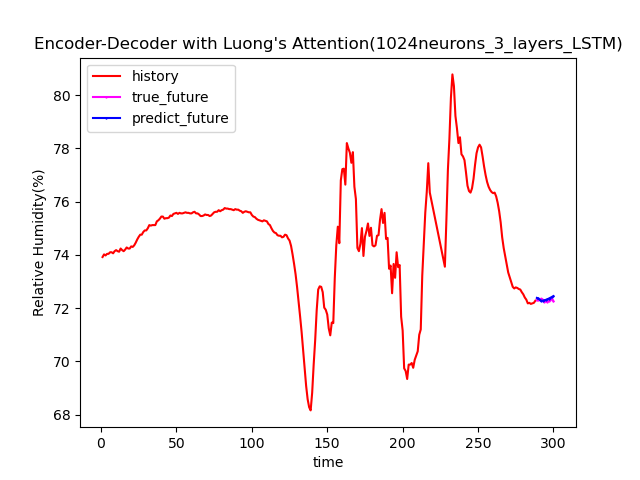 Encoder-Decoder with Luong's Attention(1024neurons_3_layers_LSTM)
history
true_future
predict_future
Relative Humidity(%)
80
78
76
74
72
70
68
0 50 100 150 200 250 300
time